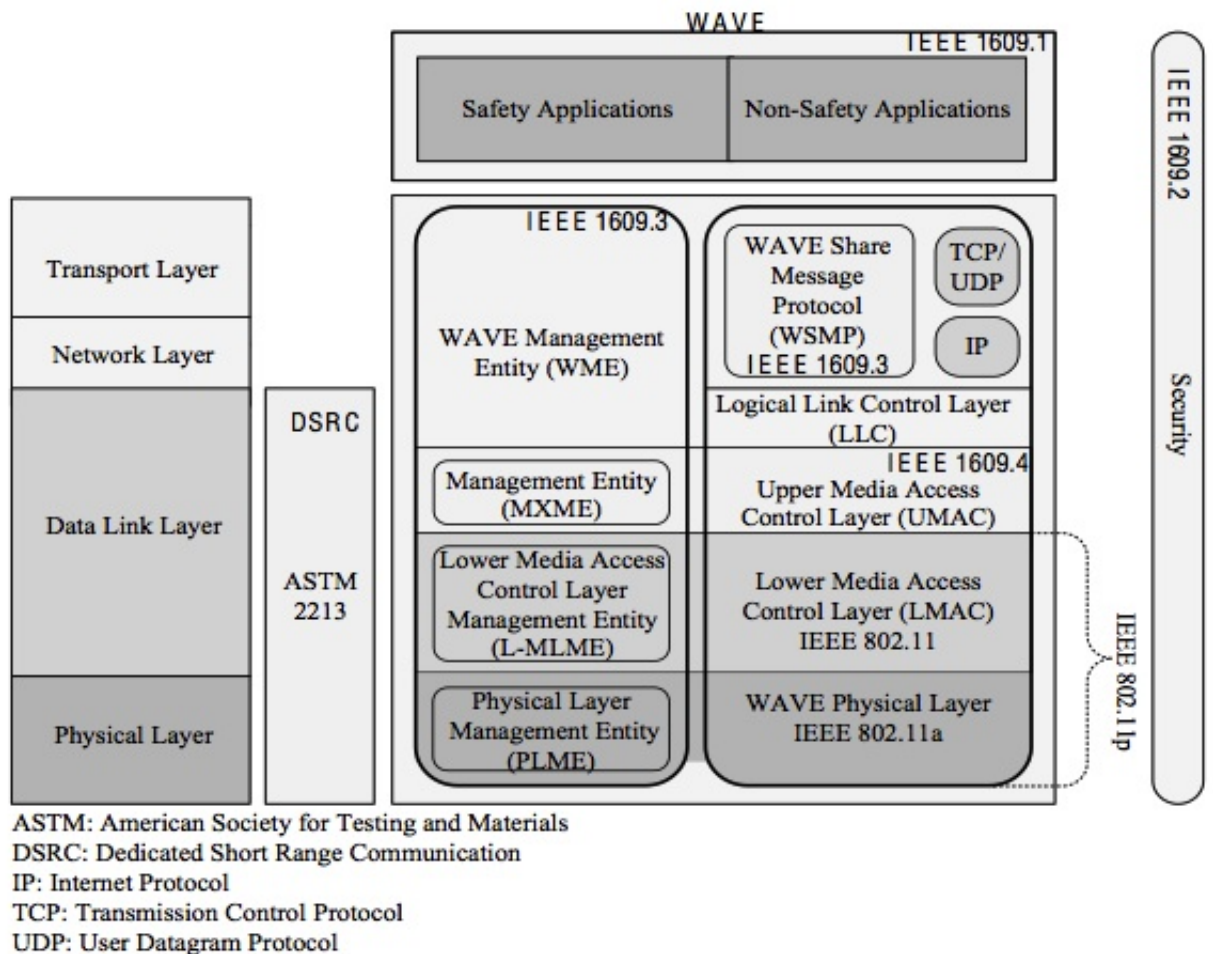 WAVE
IEEE 1609.1
Safety Applications
Non-Safety Applications
IEEE 1609.2
Security
Transport Layer
Network Layer
Data Link Layer
Physical Layer
DSRC
ASTM
2213
IEEE 1609.3
WAVE Management
Entity (WME)
Management Entity
(MXME)
Lower Media Access
Control Layer
Management Entity
(L-MLME)
Physical Layer
Management Entity
(PLME)
WAVE Share
Message
Protocol
(WSMP)
IEEE 1609.3
TCP/
UDP
IP
Logical Link Control Layer
(LLC)
IEEE 1609.4
Upper Media Access
Control Layer (UMAC)
Lower Media Access
Control Layer (LMAC)
IEEE 802.11
WAVE Physical Layer
IEEE 802.11a
IEEE 802.11p
ASTM: American Society for Testing and Materials
DSRC: Dedicated Short Range Communication
IP: Internet Protocol
TCP: Transmission Control Protocol
UDP: User Datagram Protocol